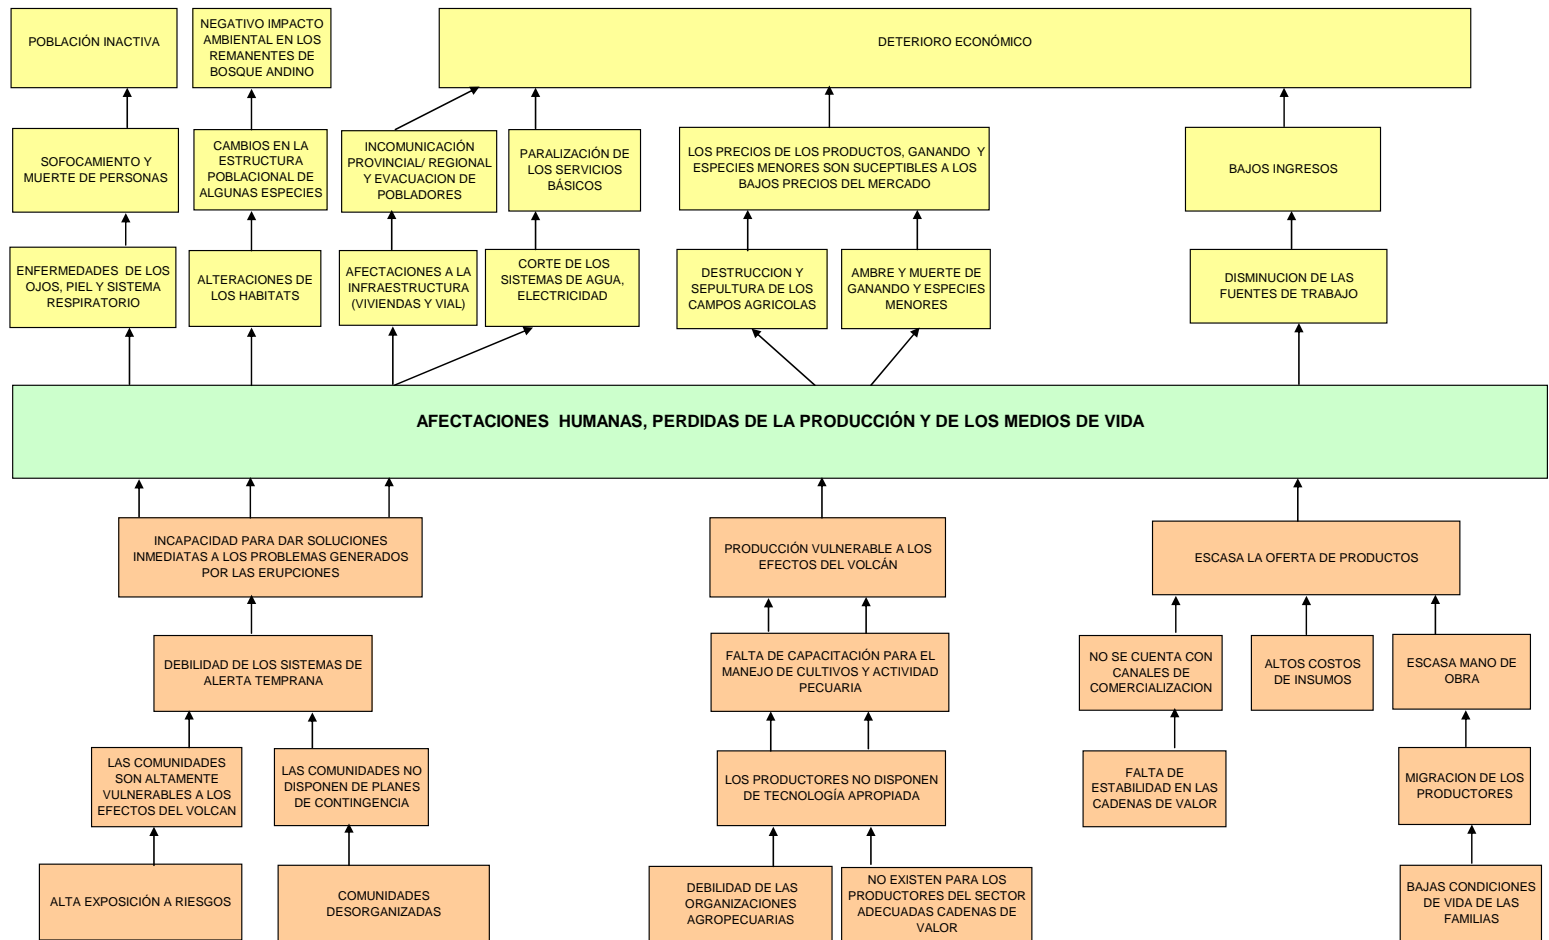 POBLACIÓN INACTIVA
NEGATIVO IMPACTO
AMBIENTAL EN LOS
REMANENTES DE
BOSQUE ANDINO
DETERIORO ECONÓMICO
SOFOCAMIENTO Y
MUERTE DE PERSONAS
CAMBIOS EN LA
ESTRUCTURA
POBLACIONAL DE
ALGUNAS ESPECIES
INCOMUNICACIÓN
PROVINCIAL/ REGIONAL
Y EVACUACION DE
POBLADORES
PARALIZACIÓN DE
LOS SERVICIOS
BÁSICOS
LOS PRECIOS DE LOS PRODUCTOS, GANANDO Y
ESPECIES MENORES SON SUCEPTIBLES A LOS
BAJOS PRECIOS DEL MERCADO
BAJOS INGRESOS
ENFERMEDADES DE LOS
OJOS, PIEL Y SISTEMA
RESPIRATORIO
ALTERACIONES DE
LOS HABITATS
AFECTACIONES A LA
INFRAESTRUCTURA
(VIVIENDAS Y VIAL)
CORTE DE LOS
SISTEMAS DE AGUA,
ELECTRICIDAD
DESTRUCCION Y
SEPULTURA DE LOS
CAMPOS AGRICOLAS
AMBRE Y MUERTE DE
GANANDO Y ESPECIES
MENORES
DISMINUCION DE LAS
FUENTES DE TRABAJO
AFECTACIONES HUMANAS, PERDIDAS DE LA PRODUCCIÓN Y DE LOS MEDIOS DE VIDA
INCAPACIDAD PARA DAR SOLUCIONES
INMEDIATAS A LOS PROBLEMAS GENERADOS
POR LAS ERUPCIONES
PRODUCCIÓN VULNERABLE A LOS
EFECTOS DEL VOLCÁN
ESCASA LA OFERTA DE PRODUCTOS
DEBILIDAD DE LOS SISTEMAS DE
ALERTA TEMPRANA
FALTA DE CAPACITACIÓN PARA EL
MANEJO DE CULTIVOS Y ACTIVIDAD
PECUARIA
NO SE CUENTA CON
CANALES DE
COMERCIALIZACION
ALTOS COSTOS
DE INSUMOS
ESCASA MANO DE
OBRA
LAS COMUNIDADES
SON ALTAMENTE
VULNERABLES A LOS
EFECTOS DEL VOLCAN
LAS COMUNIDADES NO
DISPONEN DE PLANES
DE CONTINGENCIA
LOS PRODUCTORES NO DISPONEN
DE TECNOLOGÍA APROPIADA
FALTA DE
ESTABILIDAD EN LAS
CADENAS DE VALOR
MIGRACION DE LOS
PRODUCTORES
ALTA EXPOSICIÓN A RIESGOS
COMUNIDADES
DESORGANIZADAS
DEBILIDAD DE LAS
ORGANIZACIONES
AGROPECUARIAS
NO EXISTEN PARA LOS
PRODUCTORES DEL SECTOR
ADECUADAS CADENAS DE
VALOR
BAJAS CONDICIONES
DE VIDA DE LAS
FAMILIAS